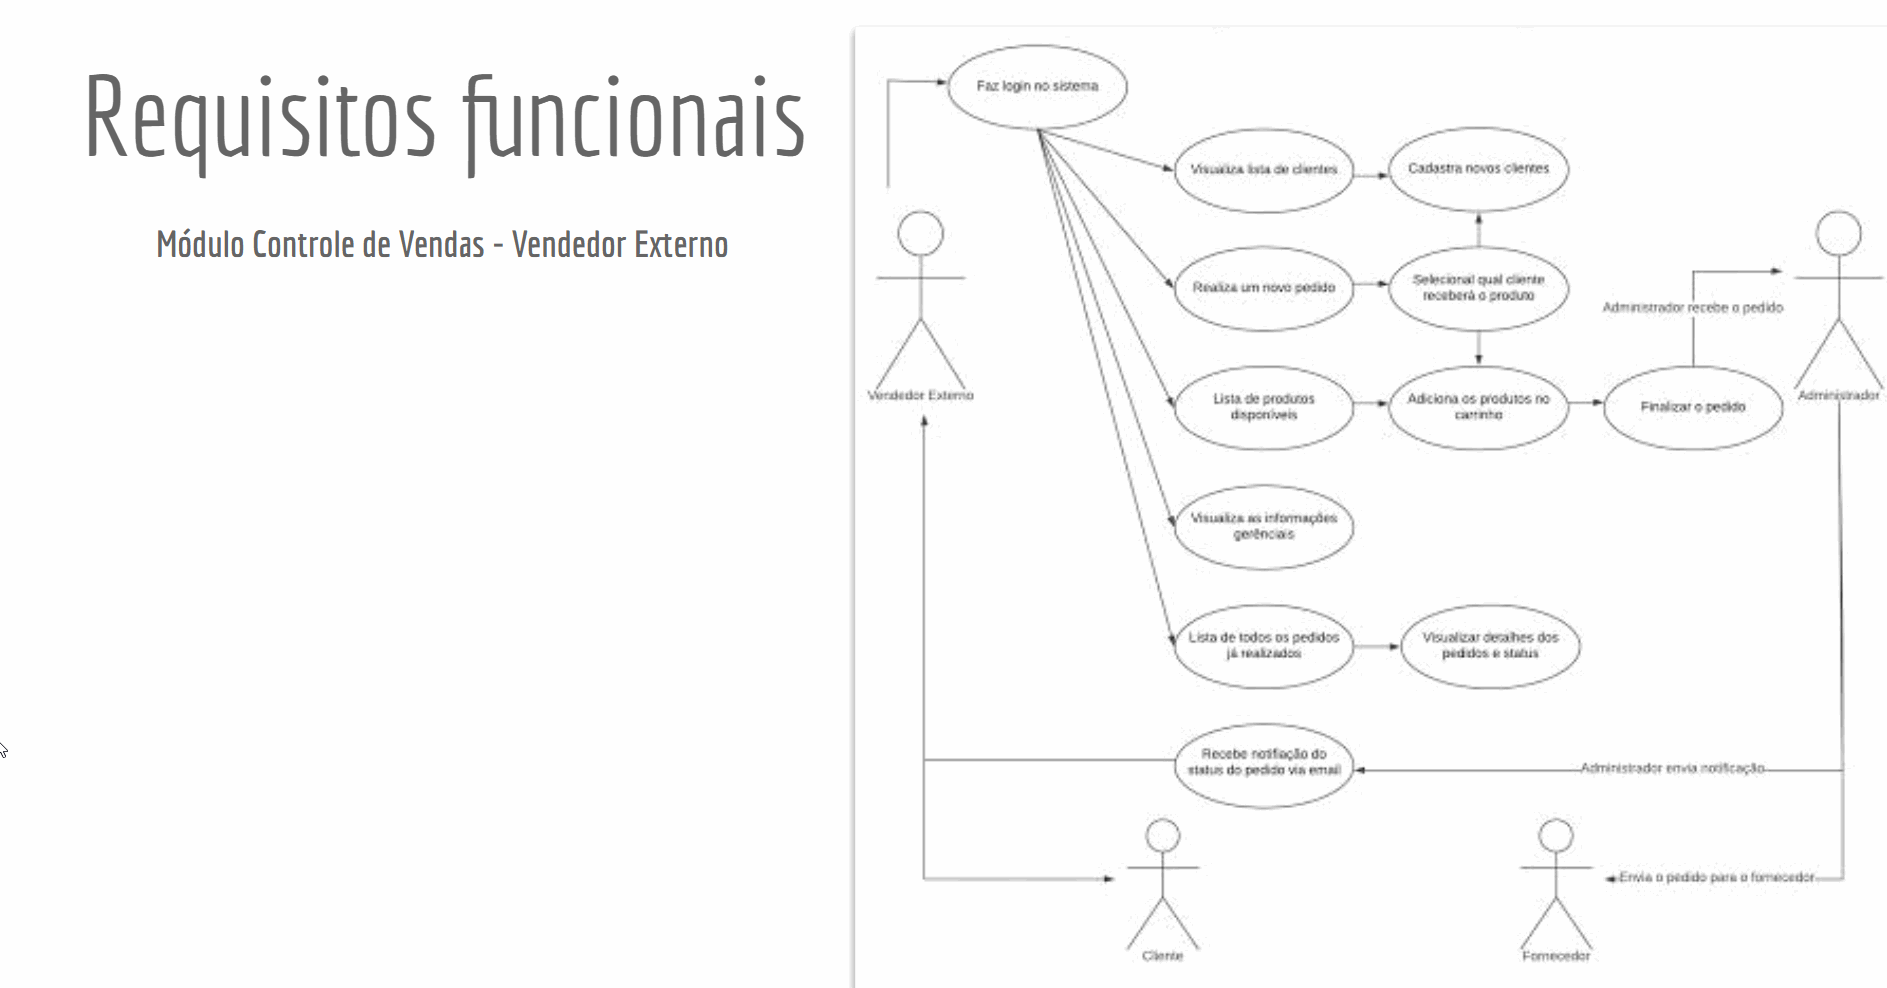 Requisitos funcionais
Módulo Controle de Vendas - Vendedor Externo
Faz login no sistema
Visualiza lista de clientes
Cadastra novos clientes
Realiza um novo pedido
Selecional qual cliente
receberá o produto
Administrador recebe o pedido
Vendedor Externo
Administrador
Lista de produtos
disponíveis
Adiciona os produtos no
carrinho
Finalizar o pedido
Visualiza as informações
gerênciais
Lista de todos os pedidos
já realizados
Visualizar detalhes dos
pedidos e status
Recebe notifiação do
status do pedido via email
Administrador envia notificação
Envia o pedido para o fornecedor
Cliente
Fornecedor